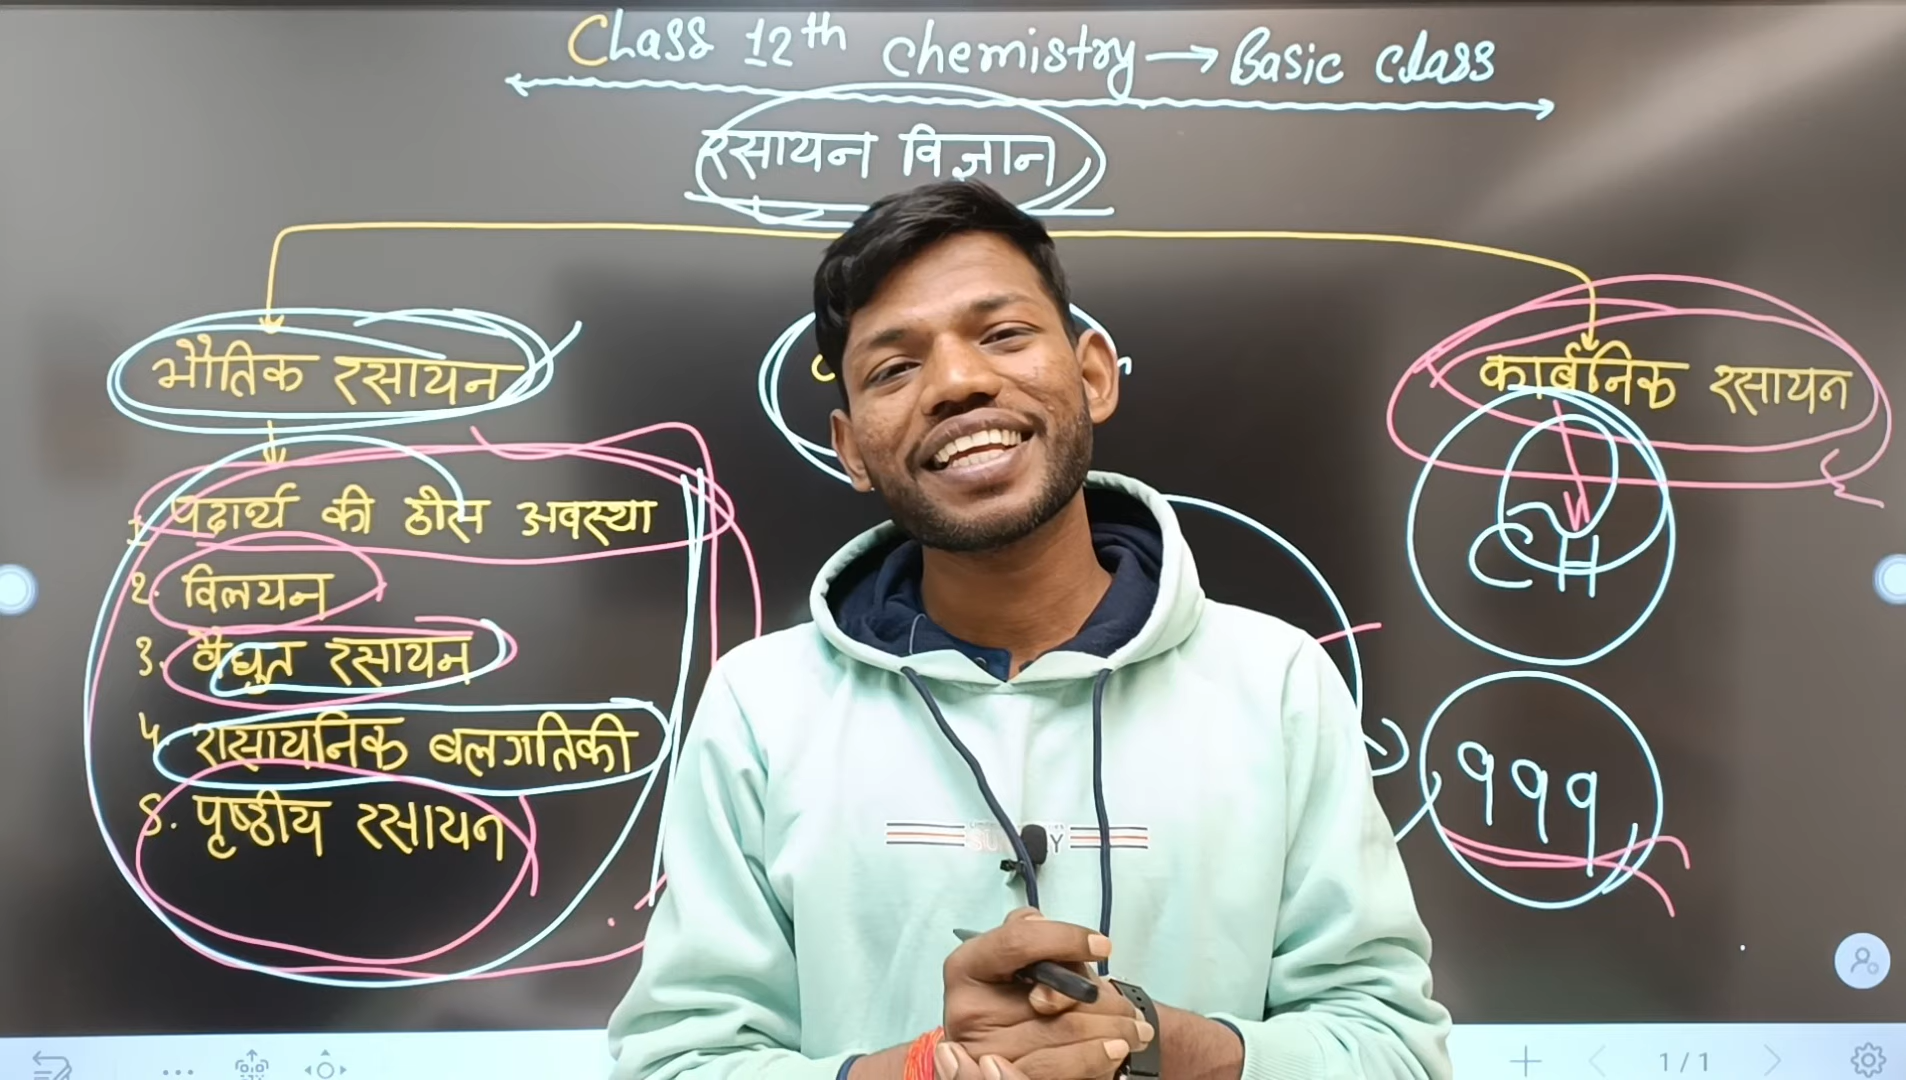 Class 12th chemistry → Basic class
रसायन विज्ञान
भौतिक रसायन
कार्बनिक रसायन
1. पदार्थ की ठोस अवस्था
2. विलयन
3. वैद्युत रसायन
4. रासायनिक बलगतिकी
5. पृष्ठीय रसायन
CH
999
1/1